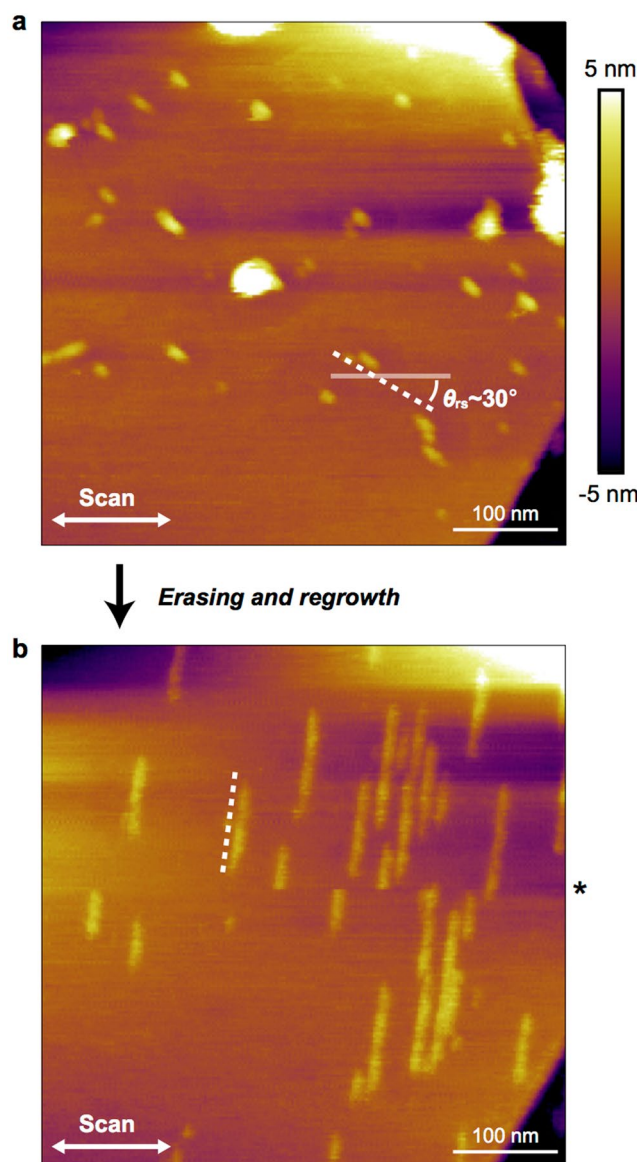 a
5 nm
θrs~30°
Scan
100 nm
-5 nm
Erasing and regrowth
b
*
Scan
100 nm